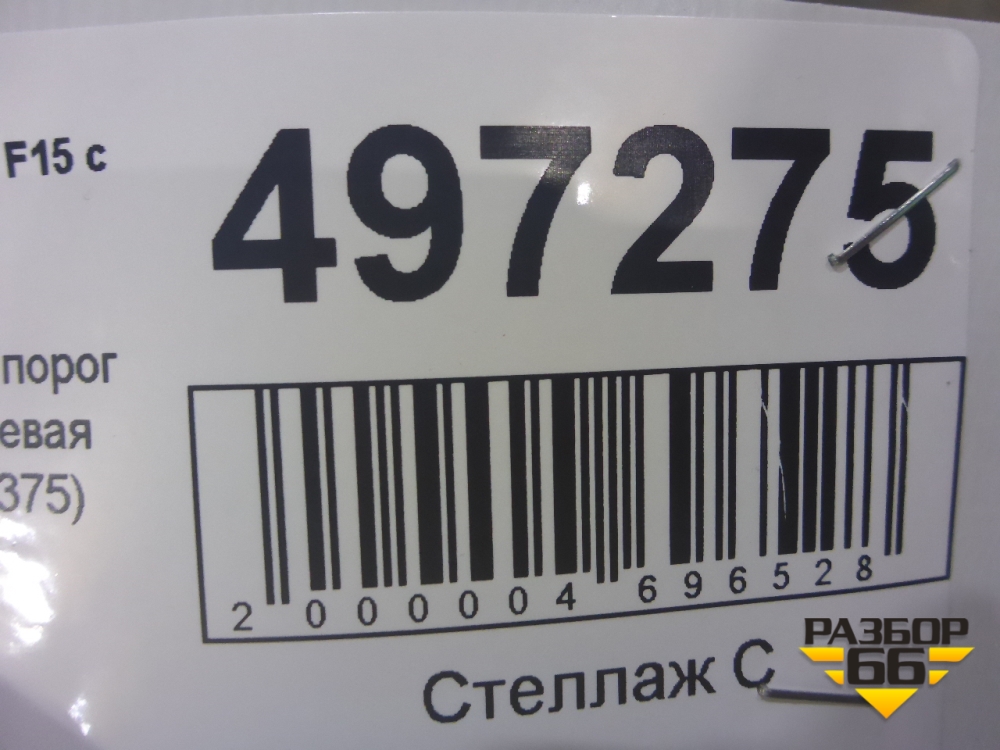 F15 с
497275
порог
евая
375)
2 000004 696528
Стеллаж С
РАЗБОР
66